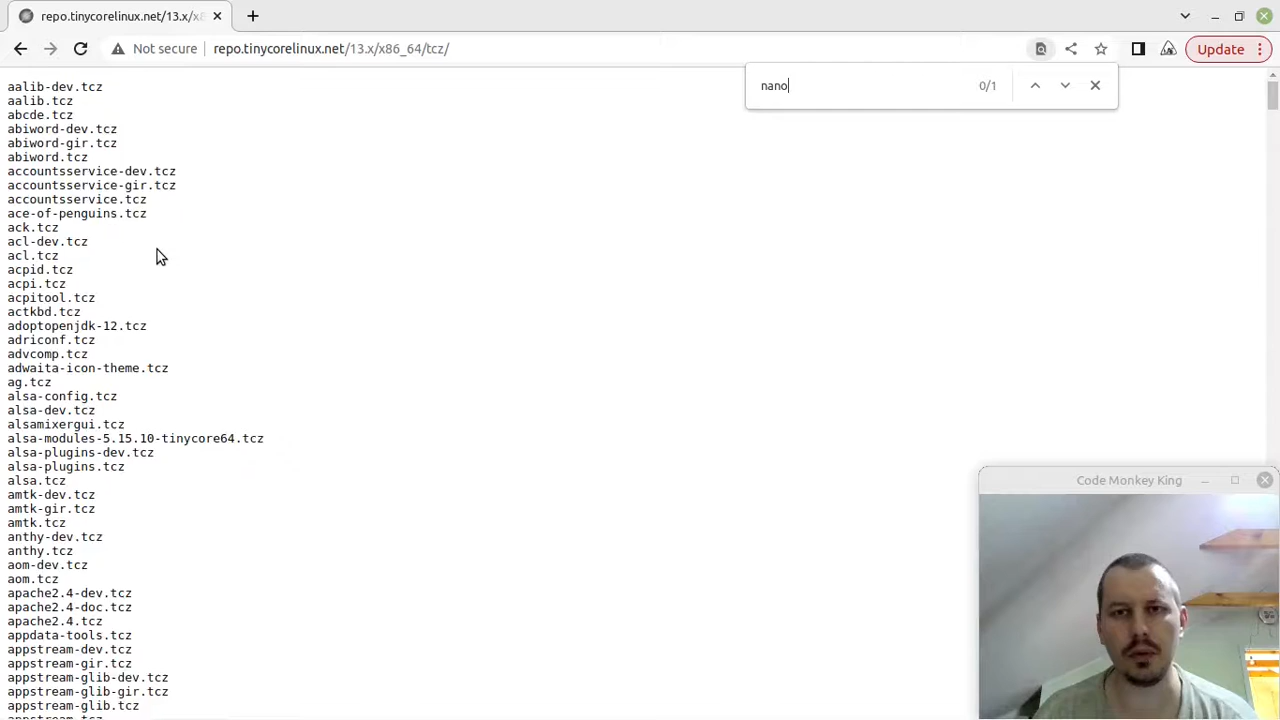 repo.tinycorelinux.net/13.x/x8
Not secure
repo.tinycorelinux.net/13.x/x86_64/tcz/
Update
nano
0/1
aalib-dev.tcz
aalib.tcz
abcde.tcz
abiword-dev.tcz
abiword-gir.tcz
abiword.tcz
accountsservice-dev.tcz
accountsservice-gir.tcz
accountsservice.tcz
ace-of-penguins.tcz
ack.tcz
acl-dev.tcz
acl.tcz
acpid.tcz
acpi.tcz
acpitool.tcz
actkbd.tcz
adoptopenjdk-12.tcz
adriconf.tcz
advcomp.tcz
adwaita-icon-theme.tcz
ag.tcz
alsa-config.tcz
alsa-dev.tcz
alsamixergui.tcz
alsa-modules-5.15.10-tinycore64.tcz
alsa-plugins-dev.tcz
alsa-plugins.tcz
alsa.tcz
amtk-dev.tcz
amtk-gir.tcz
amtk.tcz
anthy-dev.tcz
anthy.tcz
aom-dev.tcz
aom.tcz
apache2.4-dev.tcz
apache2.4-doc.tcz
apache2.4.tcz
appdata-tools.tcz
appstream-dev.tcz
appstream-gir.tcz
appstream-glib-dev.tcz
appstream-glib-gir.tcz
appstream-glib.tcz
appstream.tcz
Code Monkey King